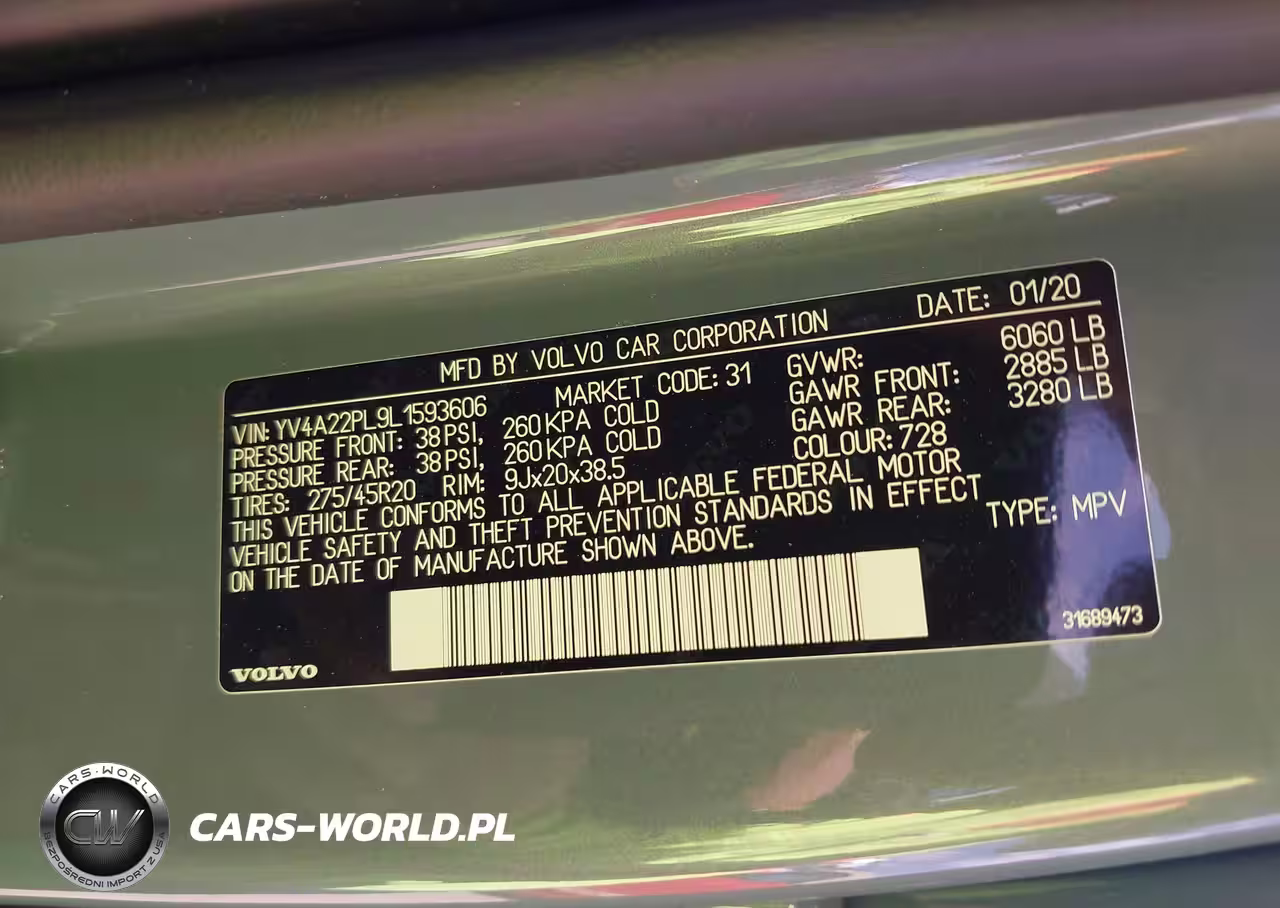 MFD BY VOLVO CAR CORPORATION DATE: 01/20
VIN: YV4A22PL9L1593606 MARKET CODE: 31 GVWR: 6060 LB
PRESSURE FRONT: 38 PSI, 260 KPA COLD GAWR FRONT: 2885 LB
PRESSURE REAR: 38 PSI, 260 KPA COLD GAWR REAR: 3280 LB
TIRES: 275/45R20 RIM: 9Jx20x38.5 COLOUR: 728
THIS VEHICLE CONFORMS TO ALL APPLICABLE FEDERAL MOTOR
VEHICLE SAFETY AND THEFT PREVENTION STANDARDS IN EFFECT
ON THE DATE OF MANUFACTURE SHOWN ABOVE. TYPE: MPV
31689473
VOLVO
CARS-WORLD
CW
BEZPOŚREDNI IMPORT Z USA
CARS-WORLD.PL